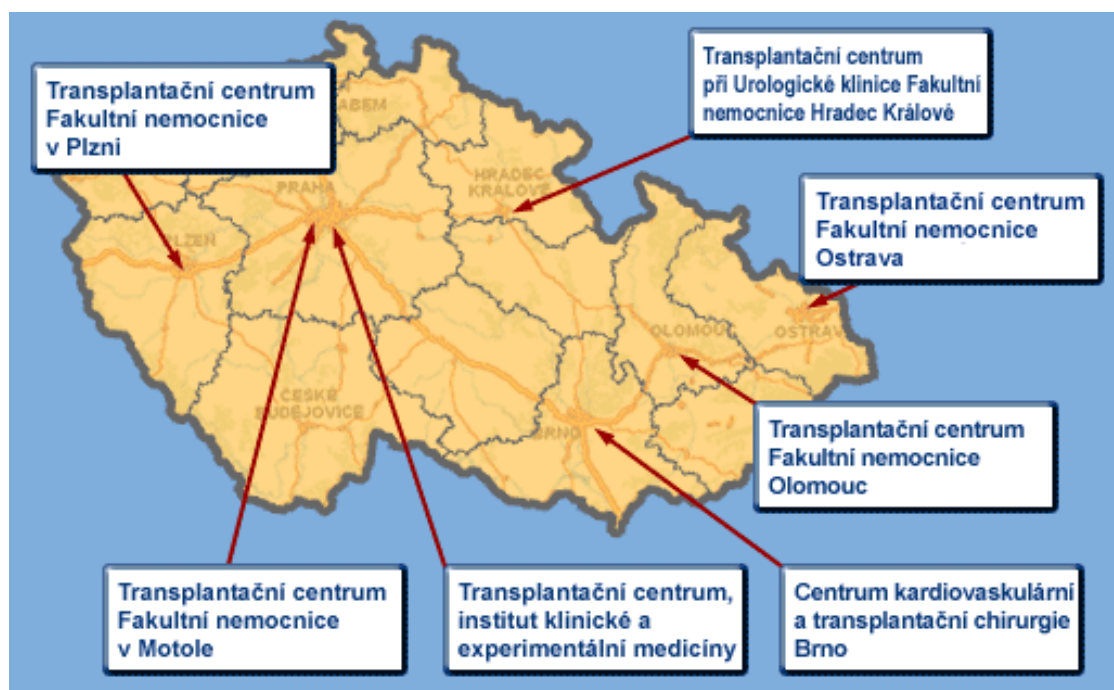 Transplantační centrum
Fakultní nemocnice
v Plzni
Transplantační centrum
při Urologické klinice Fakultní
nemocnice Hradec Králové
Transplantační centrum
Fakultní nemocnice
Ostrava
Transplantační centrum
Fakultní nemocnice
Olomouc
Transplantační centrum
Fakultní nemocnice
v Motole
Transplantační centrum,
institut klinické a
experimentální medicíny
Centrum kardiovaskulární
a transplantační chirurgie
Brno
ABEM
PRAHA
HRADEC
KRÁLOVÉ
PLZEŇ
OLOMOUC
OSTRAV
ČESKÉ
BUDĚJOVICE
BRNO